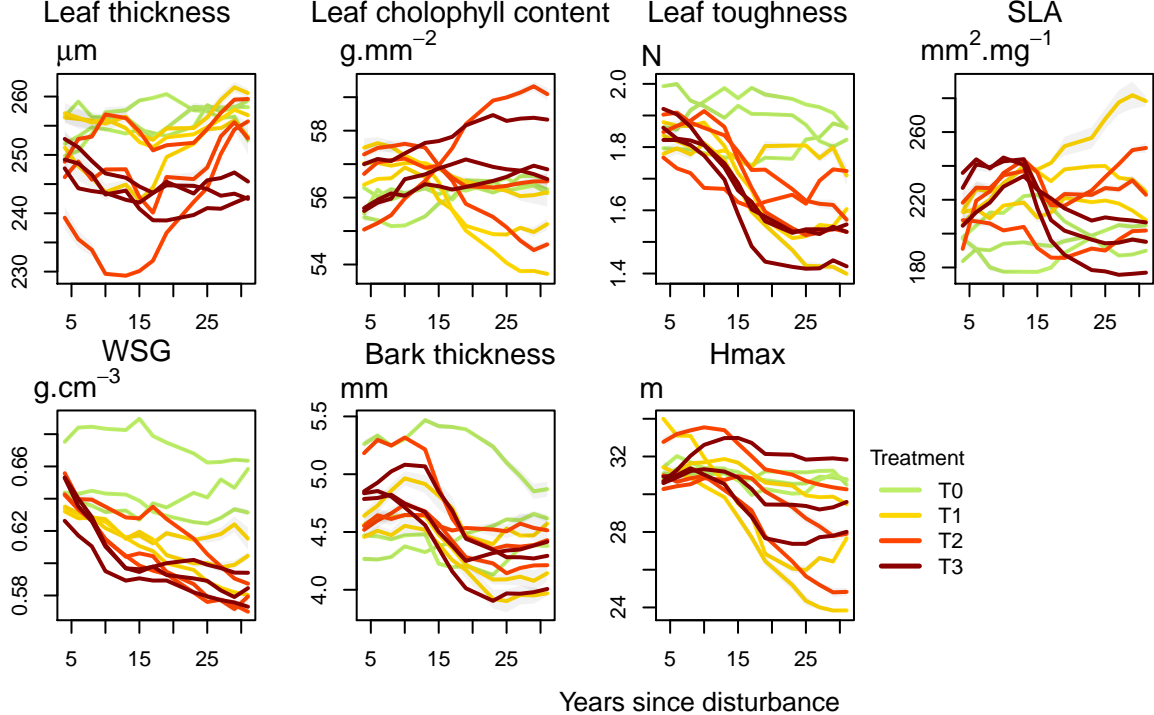 Leaf thickness
µm
230 240 250 260
5 15 25
Leaf cholophyll content
g.mm−2
54 56 58
5 15 25
Leaf toughness
N
1.4 1.6 1.8 2.0
5 15 25
SLA
mm2.mg−1
180 220 260
5 15 25
WSG
g.cm−3
0.58 0.62 0.66
5 15 25
Bark thickness
mm
4.0 4.5 5.0 5.5
5 15 25
Hmax
m
24 28 32
5 15 25
Treatment
T0
T1
T2
T3
Years since disturbance